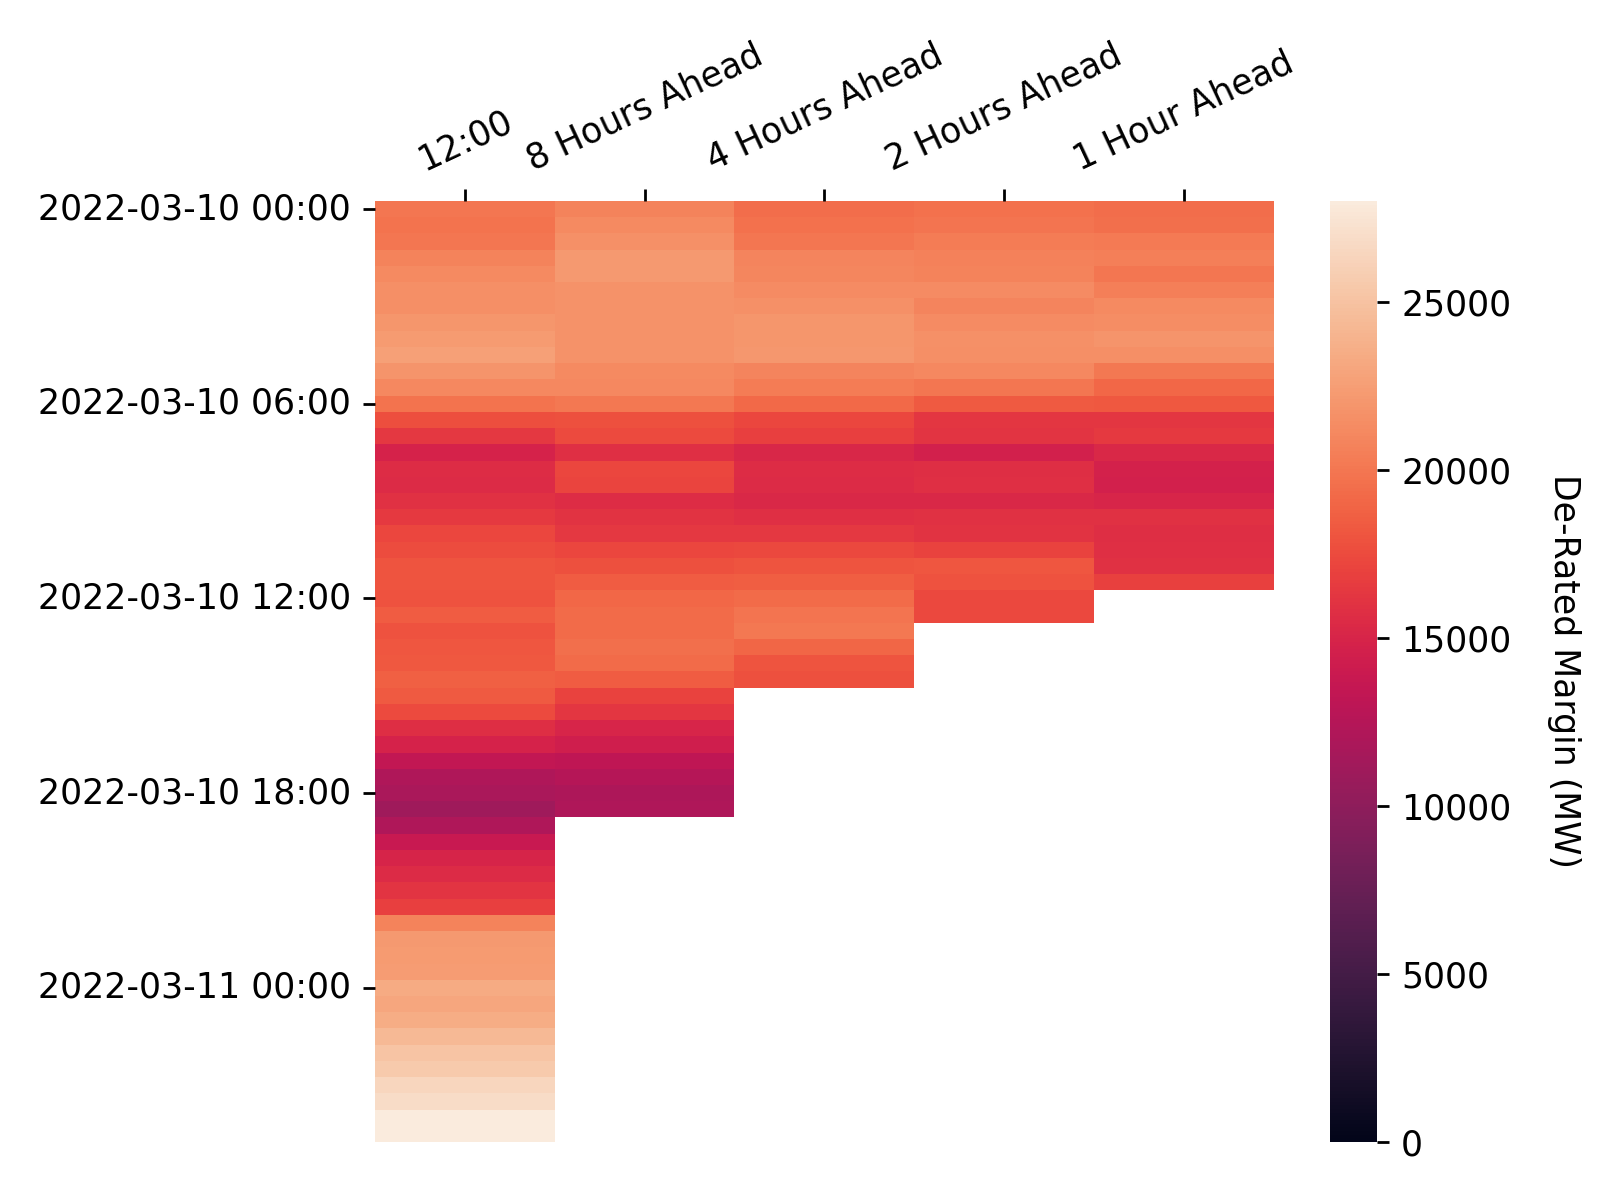 12:00
8 Hours Ahead
4 Hours Ahead
2 Hours Ahead
1 Hour Ahead
2022-03-10 00:00
2022-03-10 06:00
2022-03-10 12:00
2022-03-10 18:00
2022-03-11 00:00
25000
20000
15000
10000
5000
0
De-Rated Margin (MW)